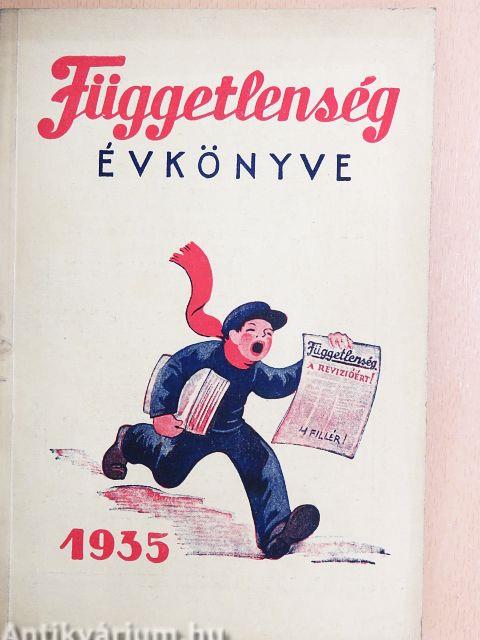 Függetlenség
ÉVKÖNYVE
Függetlenség
A REVIZIÓÉRT!
4 FILLÉR!
1935
Antikvárium.hu